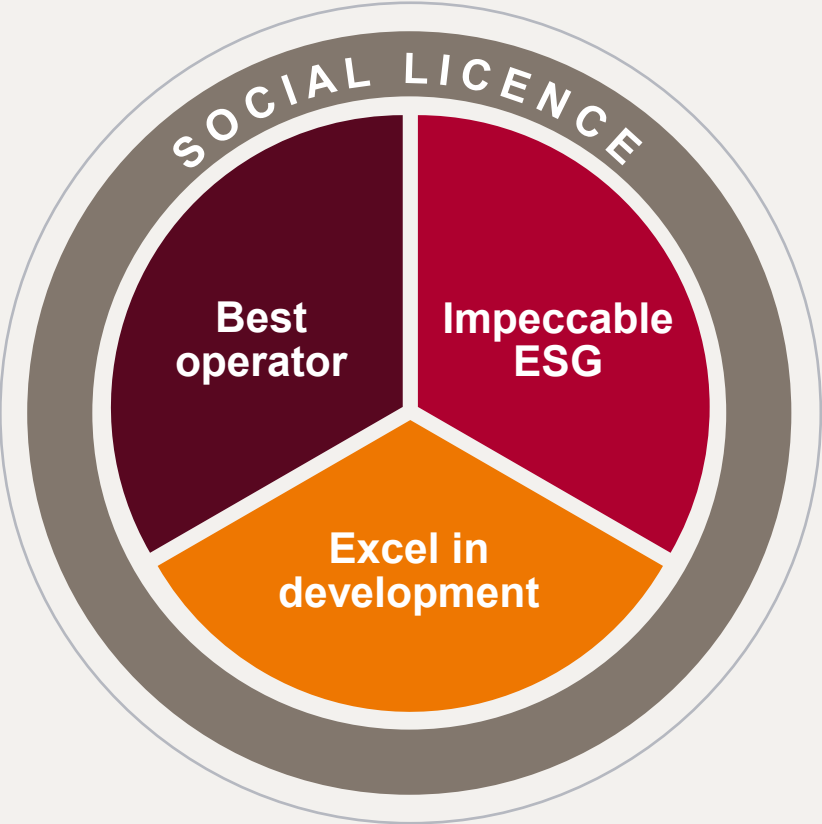 SOCIAL LICENCE
Best
operator
Impeccable
ESG
Excel in
development